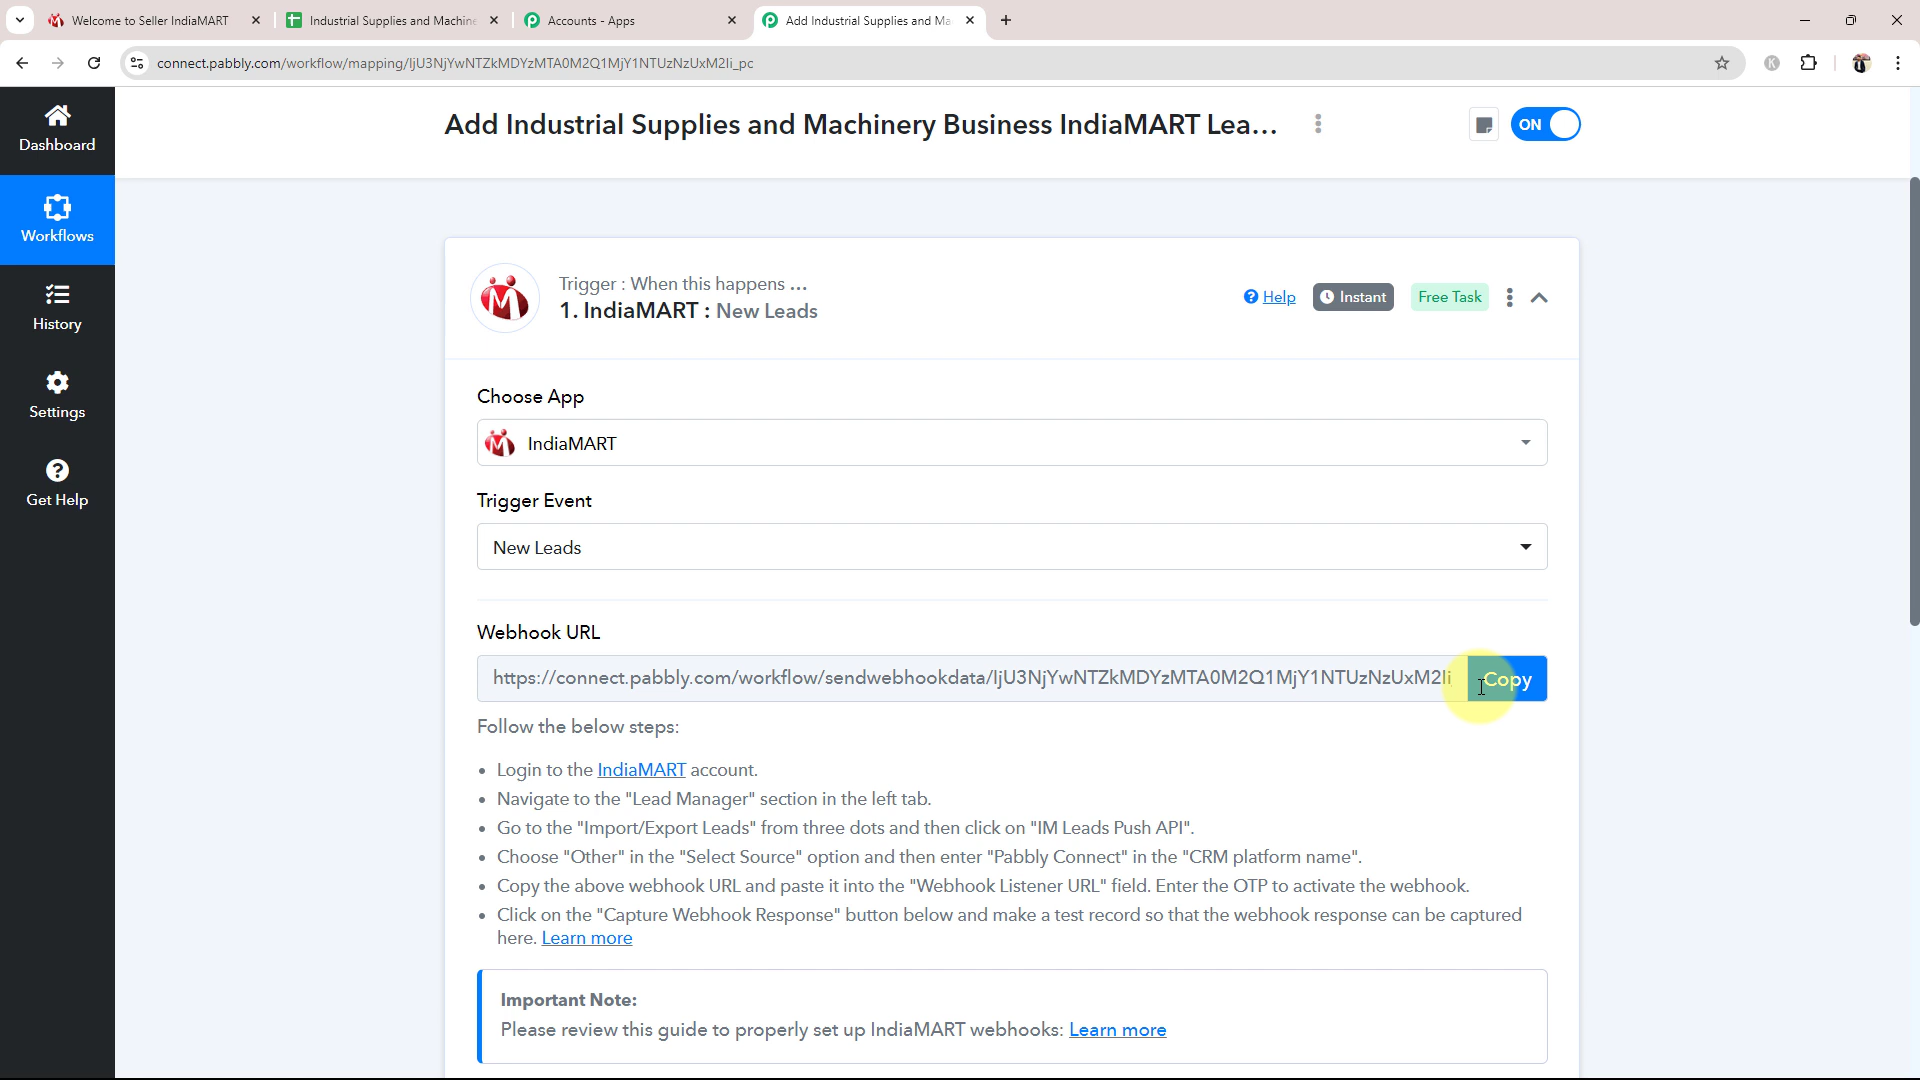 Welcome to Seller IndiaMART
Industrial Supplies and Machine
Accounts - Apps
Add Industrial Supplies and Ma
connect.pabbly.com/workflow/mapping/IjU3NjYwNTZkMDYzMTA0M2Q1MjY1NTUzNzUxM2Ii_pc
K
Dashboard
Workflows
History
Settings
Get Help
Add Industrial Supplies and Machinery Business IndiaMART Lea...
ON
Trigger : When this happens ...
1. IndiaMART : New Leads
Help
Instant
Free Task
Choose App
IndiaMART
Trigger Event
New Leads
Webhook URL
https://connect.pabbly.com/workflow/sendwebhookdata/IjU3NjYwNTZkMDYzMTA0M2Q1MjY1NTUzNzUxM2Ii
Copy
Follow the below steps:
• Login to the IndiaMART account.
• Navigate to the "Lead Manager" section in the left tab.
• Go to the "Import/Export Leads" from three dots and then click on "IM Leads Push API".
• Choose "Other" in the "Select Source" option and then enter "Pabbly Connect" in the "CRM platform name".
• Copy the above webhook URL and paste it into the "Webhook Listener URL" field. Enter the OTP to activate the webhook.
• Click on the "Capture Webhook Response" button below and make a test record so that the webhook response can be captured
here. Learn more
Important Note:
Please review this guide to properly set up IndiaMART webhooks: Learn more